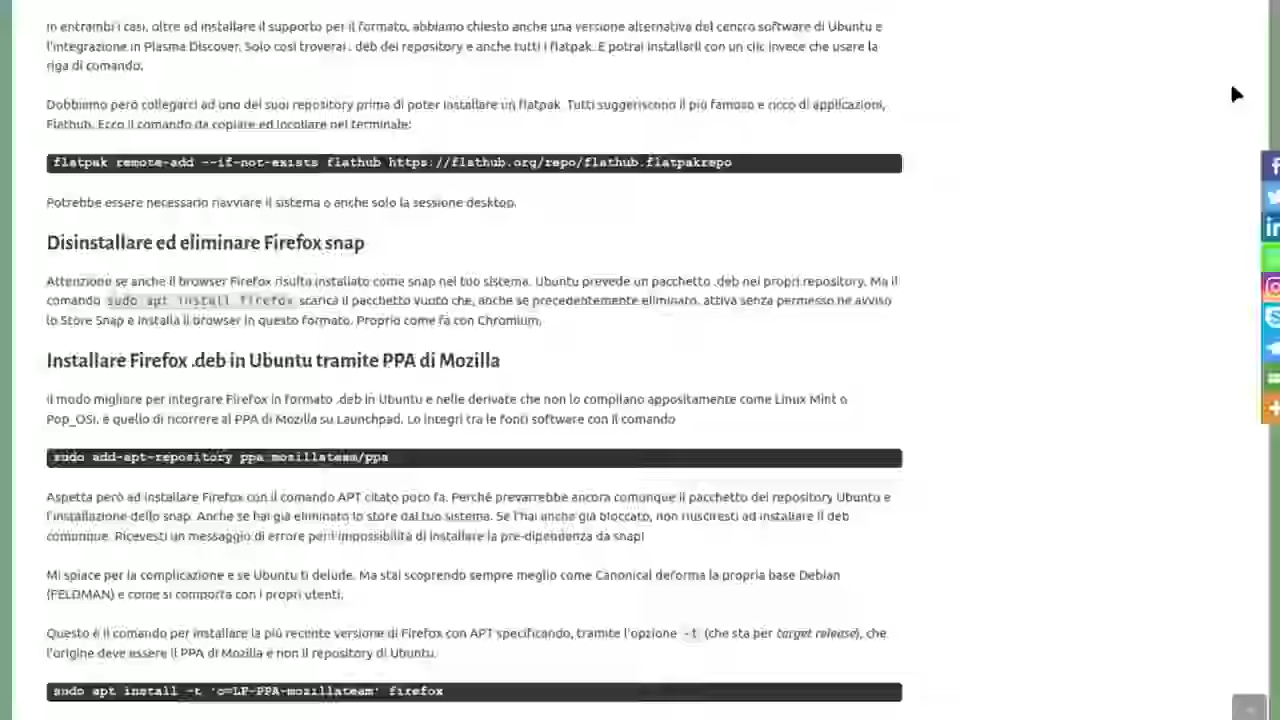 In entrambi i casi, oltre ad installare il supporto per il formato, abbiamo chiesto anche una versione alternativa del centro software di Ubuntu e
l'integrazione in Plasma Discover. Solo così troverai . deb dei repository e anche tutti i flatpak. E potrai installarli con un clic invece che usare la
riga di comando.
Dobbiamo però collegarci ad uno dei suoi repository prima di poter installare un flatpak. Tutti suggeriscono il più famoso e ricco di applicazioni,
Flathub. Ecco il comando da copiare ed incollare nel terminale:
flatpak remote-add --if-not-exists flathub https://flathub.org/repo/flathub.flatpakrepo
Potrebbe essere necessario riavviare il sistema o anche solo la sessione desktop.
Disinstallare ed eliminare Firefox snap
Attenzione se anche il browser Firefox risulta installato come snap nel tuo sistema. Ubuntu prevede un pacchetto .deb nei propri repository. Ma il
comando sudo apt install firefox scarica il pacchetto vuoto che, anche se precedentemente eliminato, attiva senza permesso né avviso
lo Store Snap e installa il browser in questo formato. Proprio come fa con Chromium.
Installare Firefox .deb in Ubuntu tramite PPA di Mozilla
Il modo migliore per integrare Firefox in formato .deb in Ubuntu e nelle derivate che non lo compilano appositamente come Linux Mint o
Pop_OS!, è quello di ricorrere al PPA di Mozilla su Launchpad. Lo integri tra le fonti software con il comando
sudo add-apt-repository ppa mozillateam/ppa
Aspetta però ad installare Firefox con il comando APT citato poco fa. Perché prevarrebbe ancora comunque il pacchetto dei repository Ubuntu e
l'installazione dello snap. Anche se hai già eliminato lo store dal tuo sistema. Se l'hai anche già bloccato, non riusciresti ad installare il deb
comunque. Ricevesti un messaggio di errore per l'impossibilità di installare la pre-dipendenza da snap!
Mi spiace per la complicazione e se Ubuntu ti delude. Ma stai scoprendo sempre meglio come Canonical deforma la propria base Debian
(FELDMAN) e come si comporta con i propri utenti.
Questo è il comando per installare la più recente versione di Firefox con APT specificando, tramite l'opzione -t (che sta per target release), che
l'origine deve essere il PPA di Mozilla e non il repository di Ubuntu.
sudo apt install -t 'o=LP-PPA-mozillateam' firefox